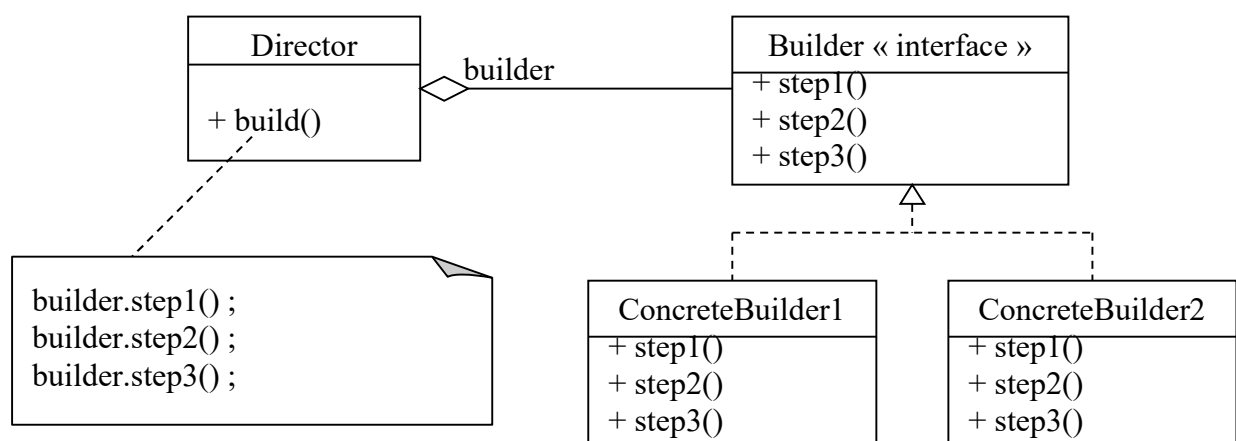 Director
+ build()
builder
Builder « interface »
+ step1()
+ step2()
+ step3()
builder.step1() ;
builder.step2() ;
builder.step3() ;
ConcreteBuilder1
+ step1()
+ step2()
+ step3()
ConcreteBuilder2
+ step1()
+ step2()
+ step3()